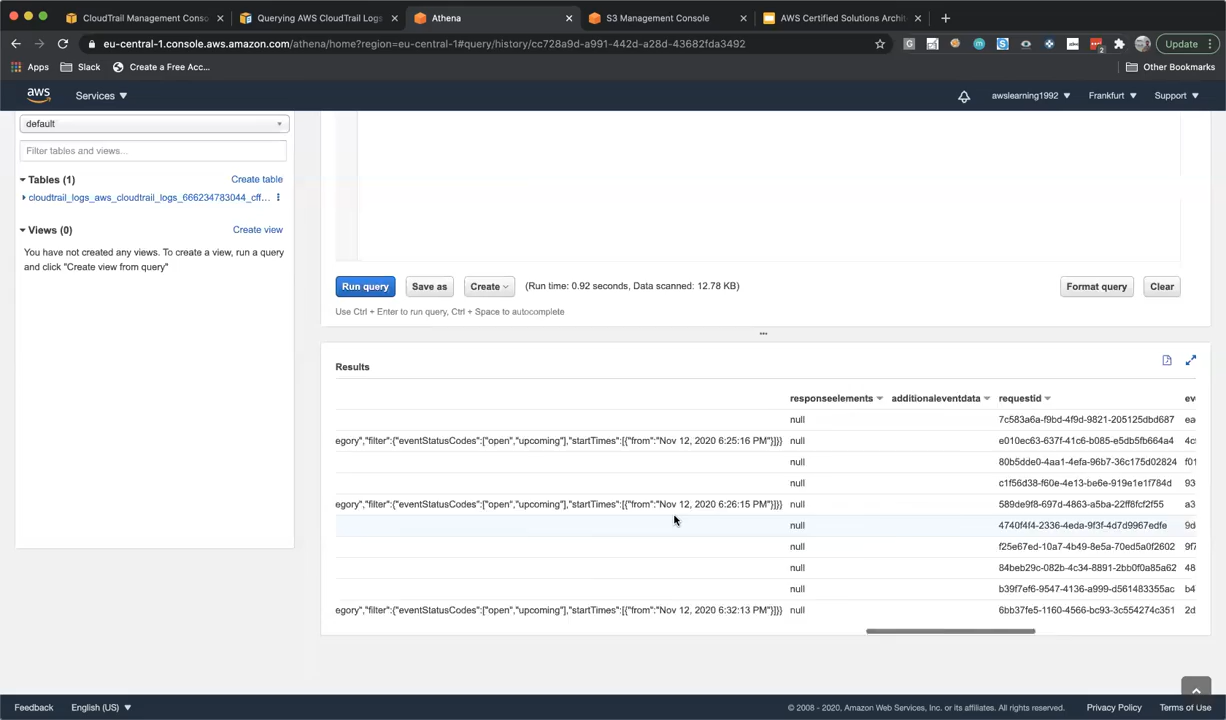 CloudTrail Management Conso
Querying AWS CloudTrail Logs
Athena
S3 Management Console
AWS Certified Solutions Archit
eu-central-1.console.aws.amazon.com/athena/home?region=eu-central-1#query/history/cc728a9d-a991-442d-a28d-43682fda3492
Update
Apps
Slack
Create a Free Acc...
Other Bookmarks
aws
Services
awslearning1992
Frankfurt
Support
default
Filter tables and views...
Tables (1)
Create table
cloudtrail_logs_aws_cloudtrail_logs_666234783044_cff...
Views (0)
Create view
You have not created any views. To create a view, run a query
and click "Create view from query"
Run query
Save as
Create
(Run time: 0.92 seconds, Data scanned: 12.78 KB)
Format query
Clear
Use Ctrl + Enter to run query, Ctrl + Space to autocomplete
Results
responseelements additionaleventdata requestid eve
null 7c583a6a-f9bd-4f9d-9821-205125dbd687 ea
egory","filter":{"eventStatusCodes":["open","upcoming"],"startTimes":[{"from":"Nov 12, 2020 6:25:16 PM"}]}} null e010ec63-637f-41c6-b085-e5db5fb664a4 4c
null 80b5dde0-4aa1-4efa-96b7-36c175d02824 f01
null c1f56d38-f60e-4e13-be6e-919e1e1f784d 93
egory","filter":{"eventStatusCodes":["open","upcoming"],"startTimes":[{"from":"Nov 12, 2020 6:26:15 PM"}]}} null 589de9f8-697d-4863-a5ba-22ff8fcf2f55 a3
null 4740f4f4-2336-4eda-9f3f-4d7d9967edfe 9d
null f25e67ed-10a7-4b49-8e5a-70ed5a0f2602 9f7
null 84beb29c-082b-4c34-8891-2bb0f0a85a62 48
null b39f7ef6-9547-4136-a999-d561483355ac b4
egory","filter":{"eventStatusCodes":["open","upcoming"],"startTimes":[{"from":"Nov 12, 2020 6:32:13 PM"}]}} null 6bb37fe5-1160-4566-bc93-3c554274c351 2d
Feedback
English (US)
© 2008 - 2020, Amazon Web Services, Inc. or its affiliates. All rights reserved.
Privacy Policy
Terms of Use